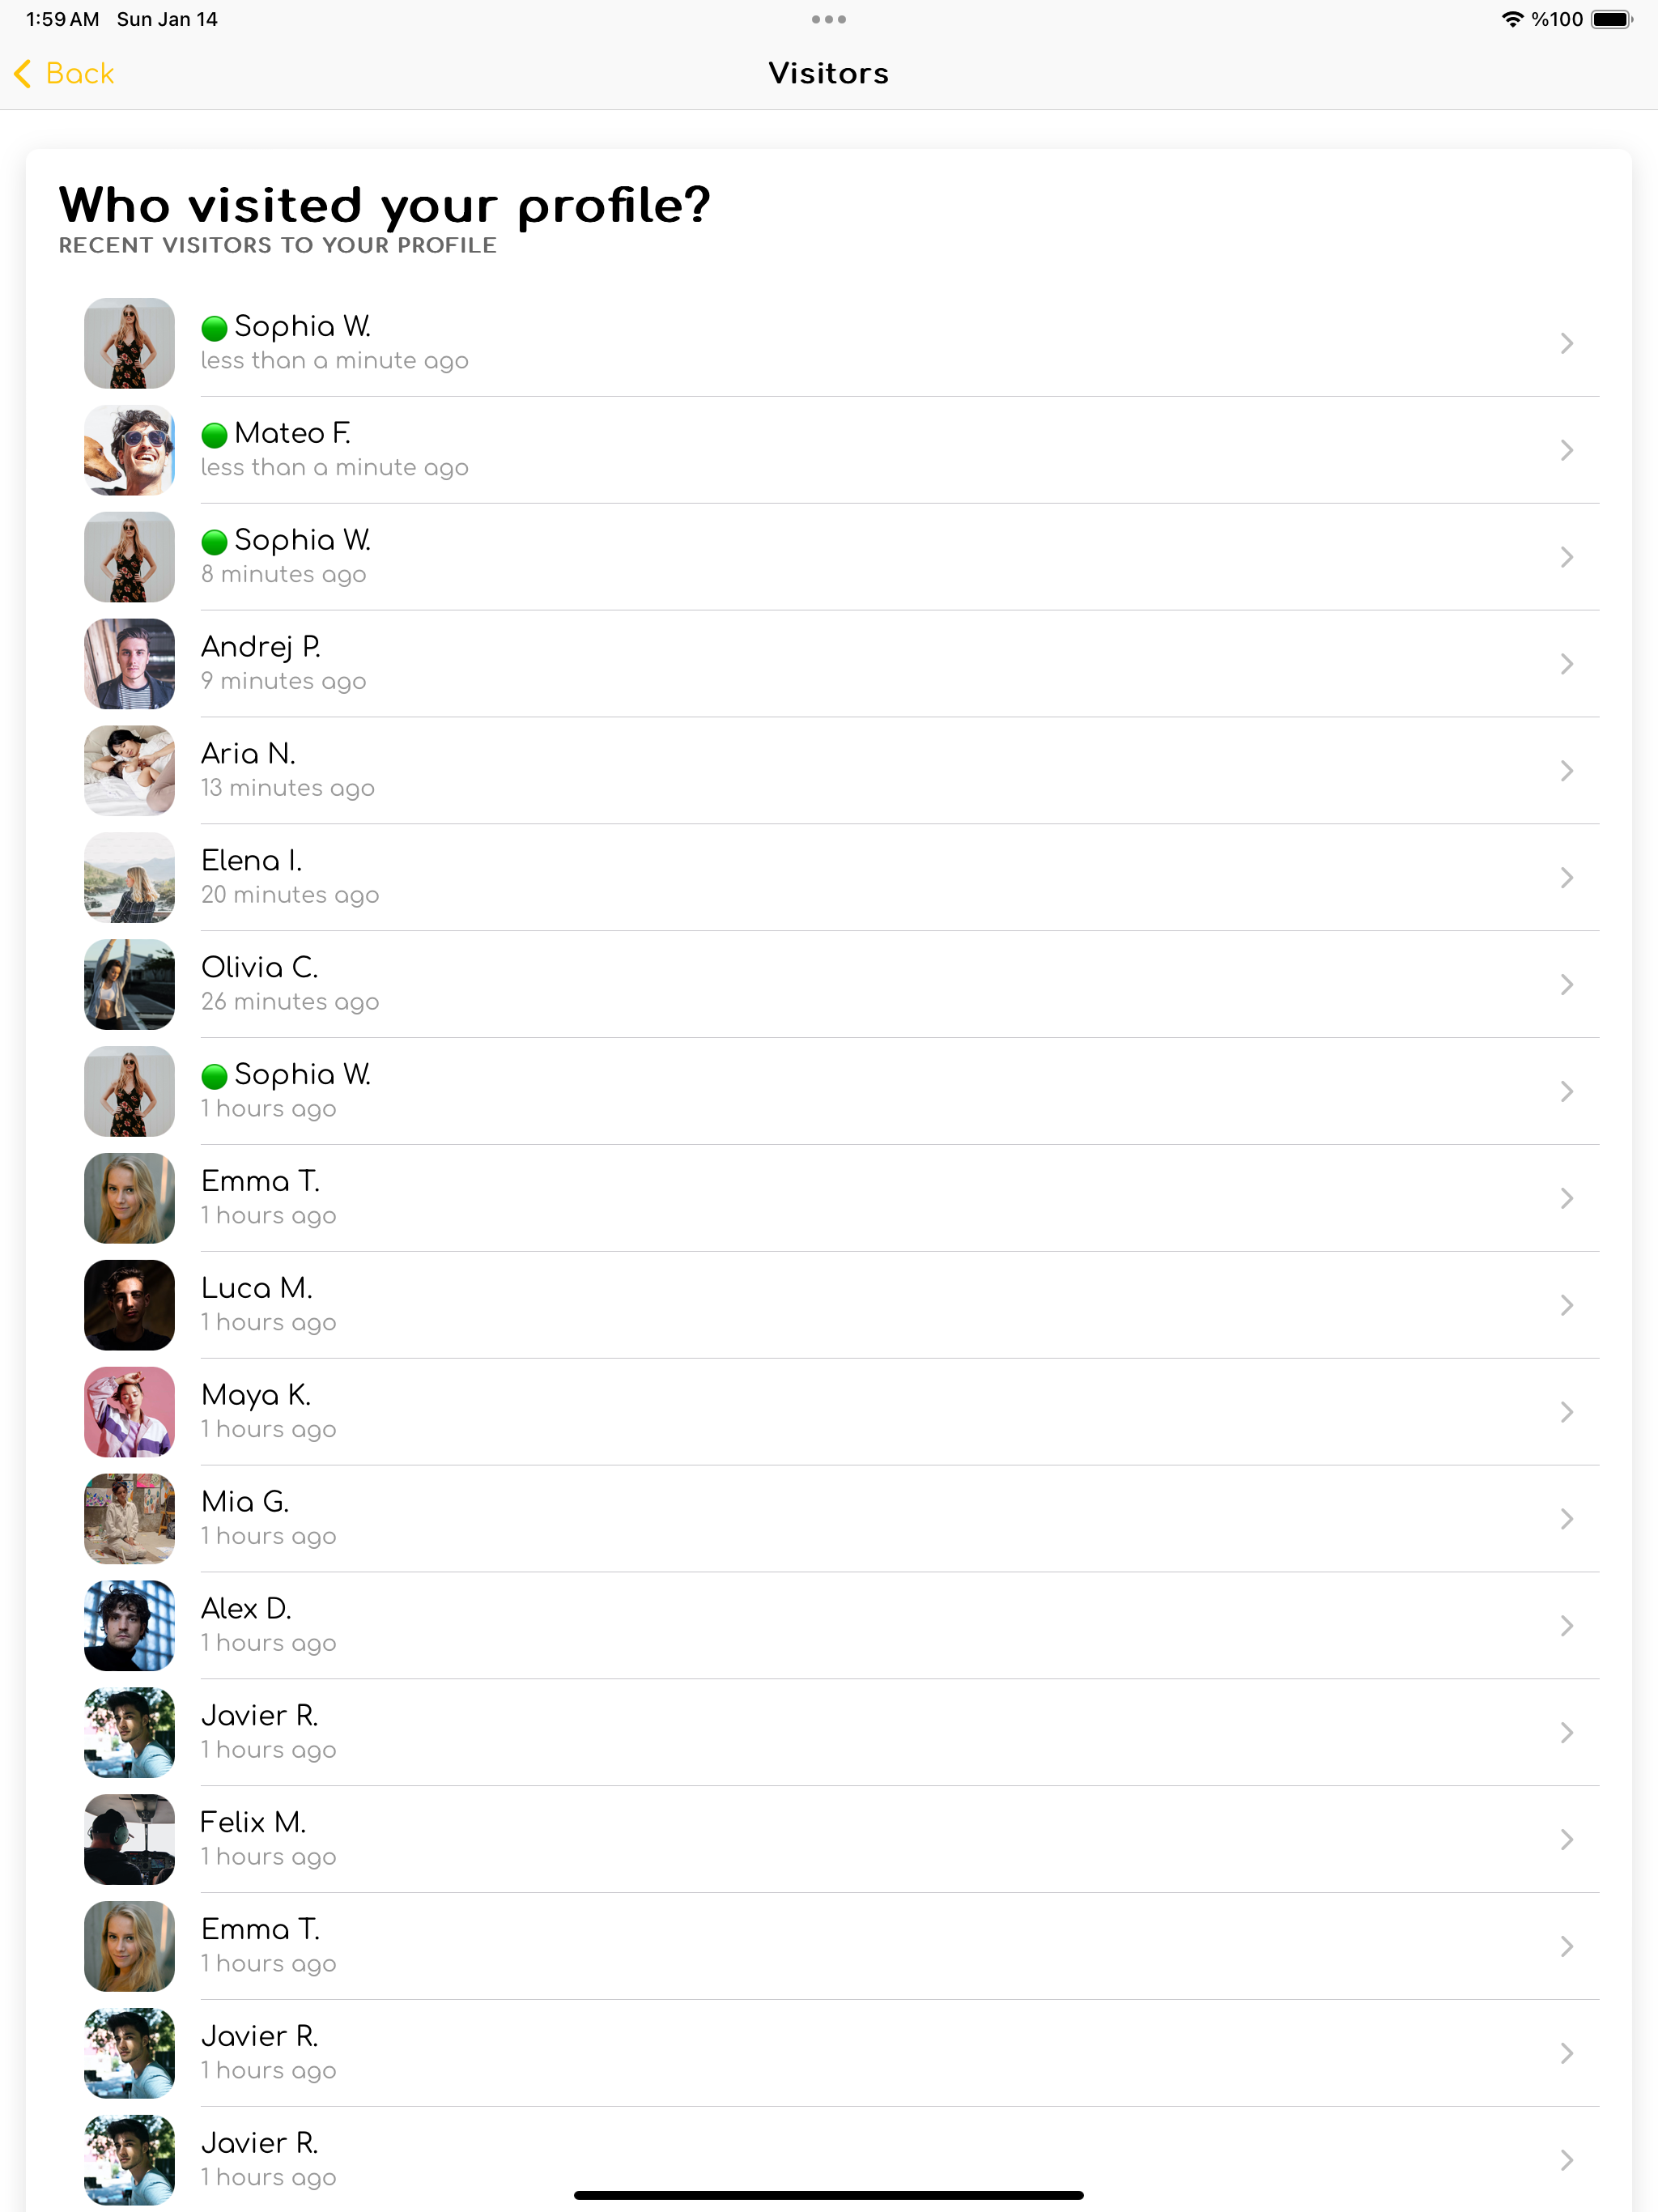 1:59 AM Sun Jan 14
%100
Back
Visitors
Who visited your profile?
RECENT VISITORS TO YOUR PROFILE
Sophia W.
less than a minute ago
Mateo F.
less than a minute ago
Sophia W.
8 minutes ago
Andrej P.
9 minutes ago
Aria N.
13 minutes ago
Elena I.
20 minutes ago
Olivia C.
26 minutes ago
Sophia W.
1 hours ago
Emma T.
1 hours ago
Luca M.
1 hours ago
Maya K.
1 hours ago
Mia G.
1 hours ago
Alex D.
1 hours ago
Javier R.
1 hours ago
Felix M.
1 hours ago
Emma T.
1 hours ago
Javier R.
1 hours ago
Javier R.
1 hours ago